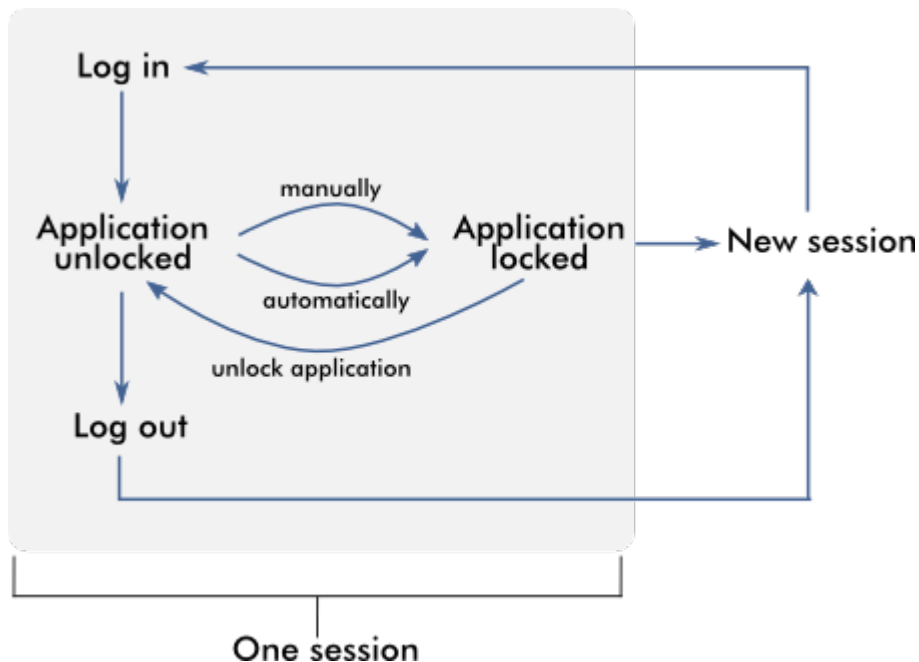 Log in
manually
Application
unlocked
Application
locked
New session
automatically
unlock application
Log out
One session